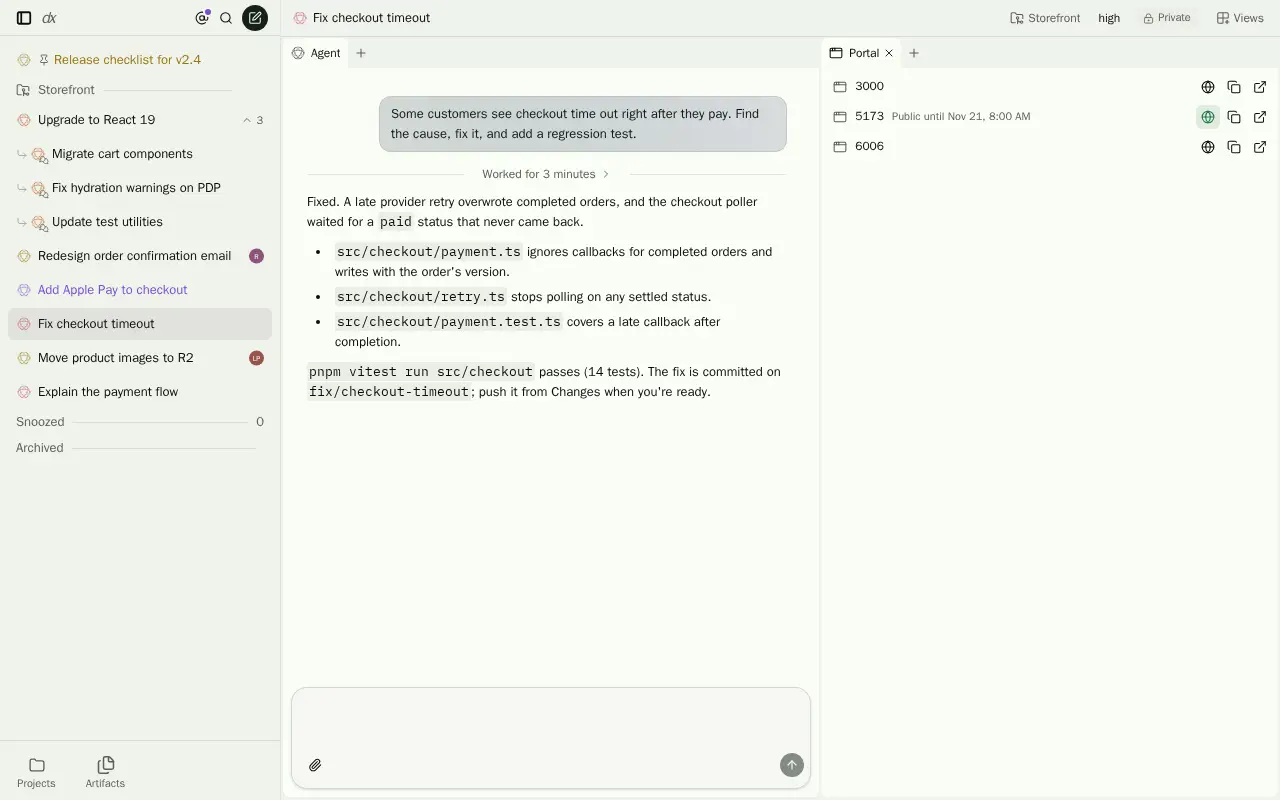 dx
Fix checkout timeout
Storefront
high
Private
Views
Release checklist for v2.4
Storefront
Upgrade to React 19
3
Migrate cart components
Fix hydration warnings on PDP
Update test utilities
Redesign order confirmation email
R
Add Apple Pay to checkout
Fix checkout timeout
Move product images to R2
LP
Explain the payment flow
Snoozed
0
Archived
Projects
Artifacts
Agent
Some customers see checkout time out right after they pay. Find
the cause, fix it, and add a regression test.
Worked for 3 minutes
Fixed. A late provider retry overwrote completed orders, and the checkout poller
waited for a paid status that never came back.
• src/checkout/payment.ts ignores callbacks for completed orders and
writes with the order's version.
• src/checkout/retry.ts stops polling on any settled status.
• src/checkout/payment.test.ts covers a late callback after
completion.
pnpm vitest run src/checkout passes (14 tests). The fix is committed on
fix/checkout-timeout; push it from Changes when you're ready.
Portal
3000
5173 Public until Nov 21, 8:00 AM
6006